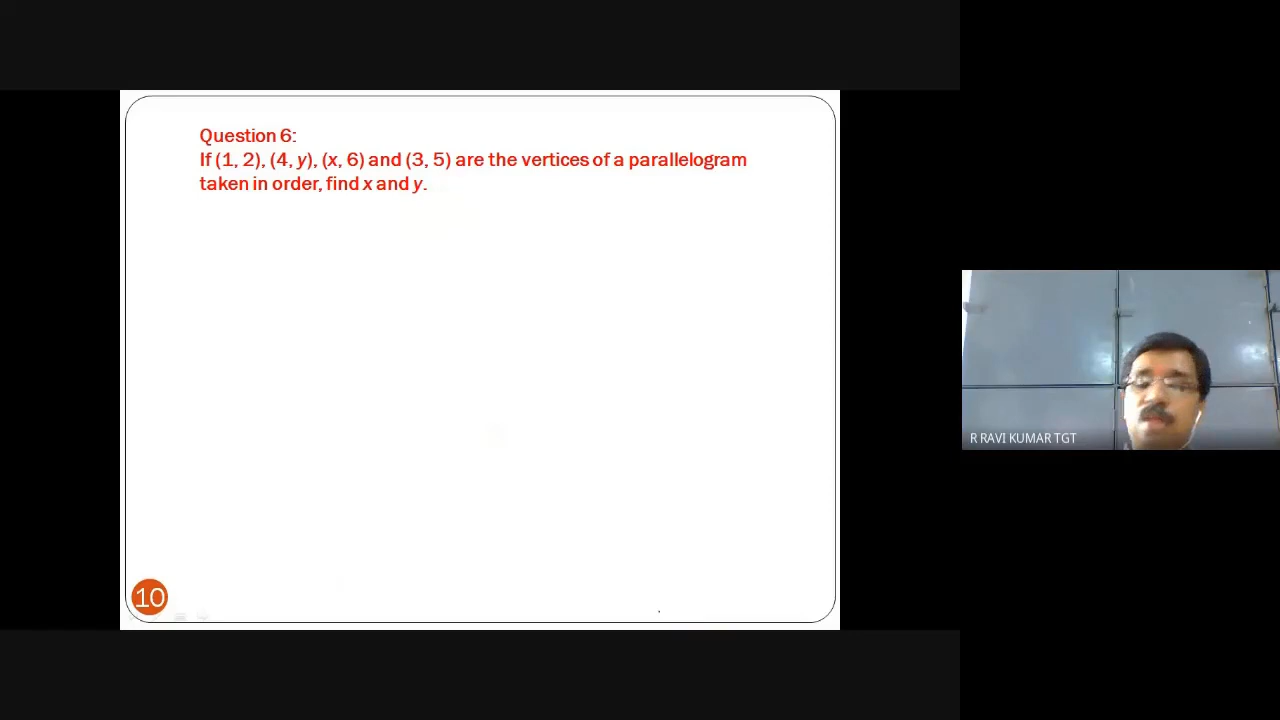 Question 6:
If (1, 2), (4, y), (x, 6) and (3, 5) are the vertices of a parallelogram
taken in order, find x and y.
10
R RAVI KUMAR TGT